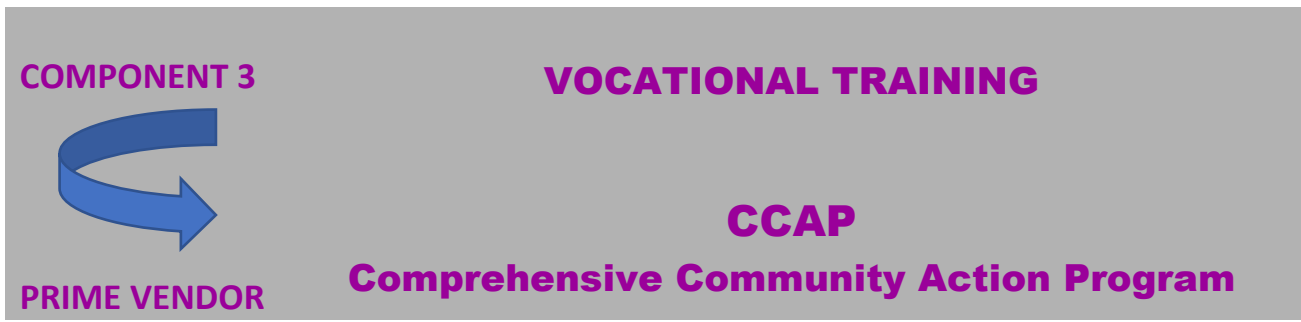 COMPONENT 3
VOCATIONAL TRAINING
CCAP
Comprehensive Community Action Program
PRIME VENDOR